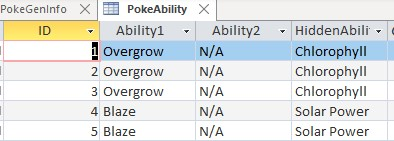 PokeGenInfo PokeAbility
ID Ability1 Ability2 HiddenAbili
1 Overgrow N/A Chlorophyll
2 Overgrow N/A Chlorophyll
3 Overgrow N/A Chlorophyll
4 Blaze N/A Solar Power
5 Blaze N/A Solar Power